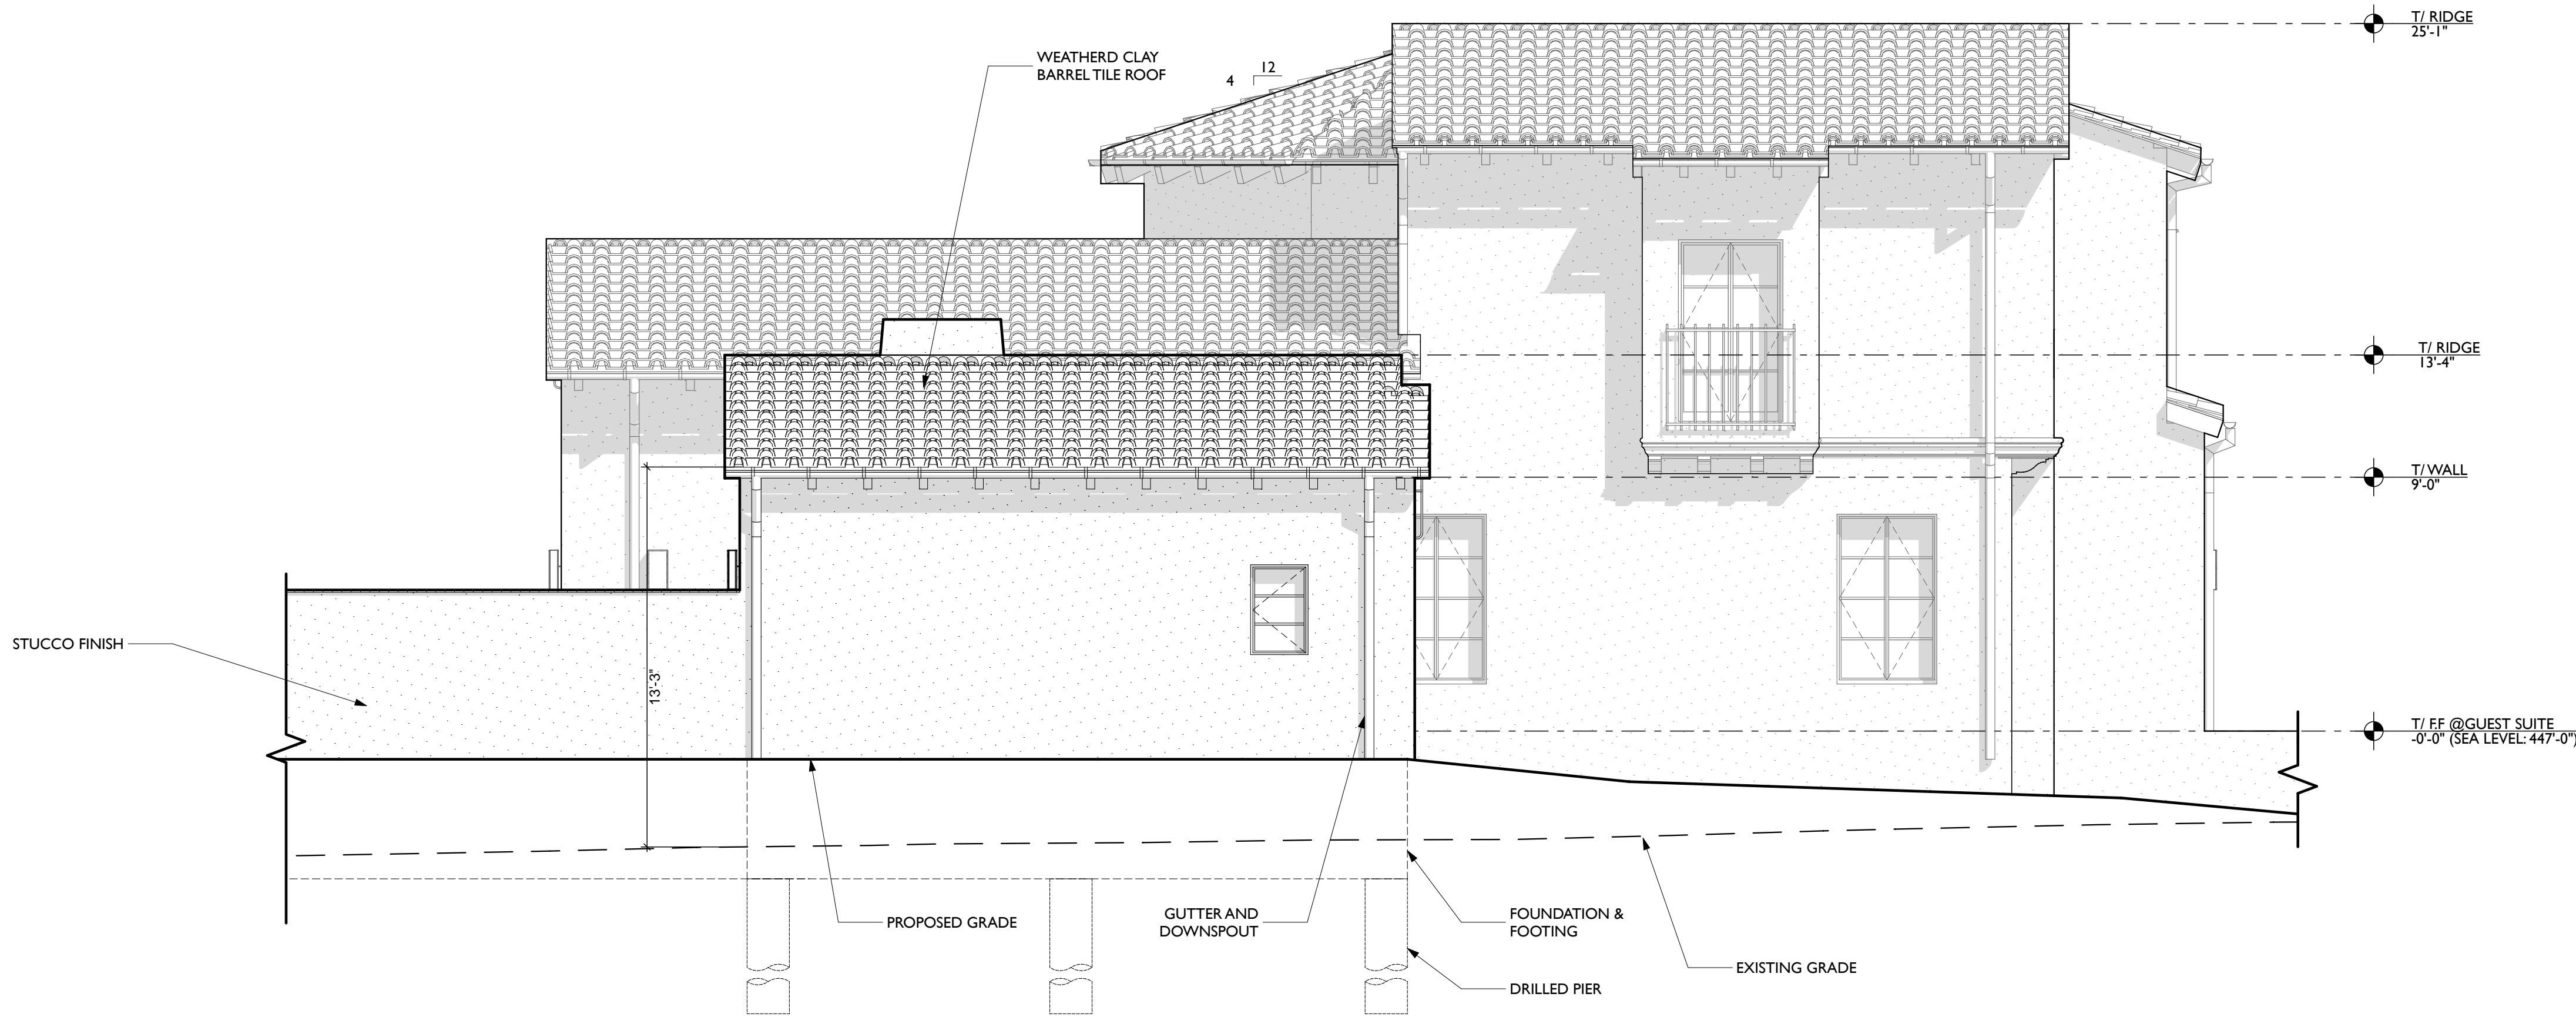 T/ RIDGE
25'-1"
WEATHERD CLAY
BARREL TILE ROOF
12
4
T/ RIDGE
13'-4"
T/ WALL
9'-0"
STUCCO FINISH
13'-3"
T/ F.F @GUEST SUITE
-0'-0" (SEA LEVEL: 447'-0")
PROPOSED GRADE
GUTTER AND
DOWNSPOUT
FOUNDATION &
FOOTING
EXISTING GRADE
DRILLED PIER